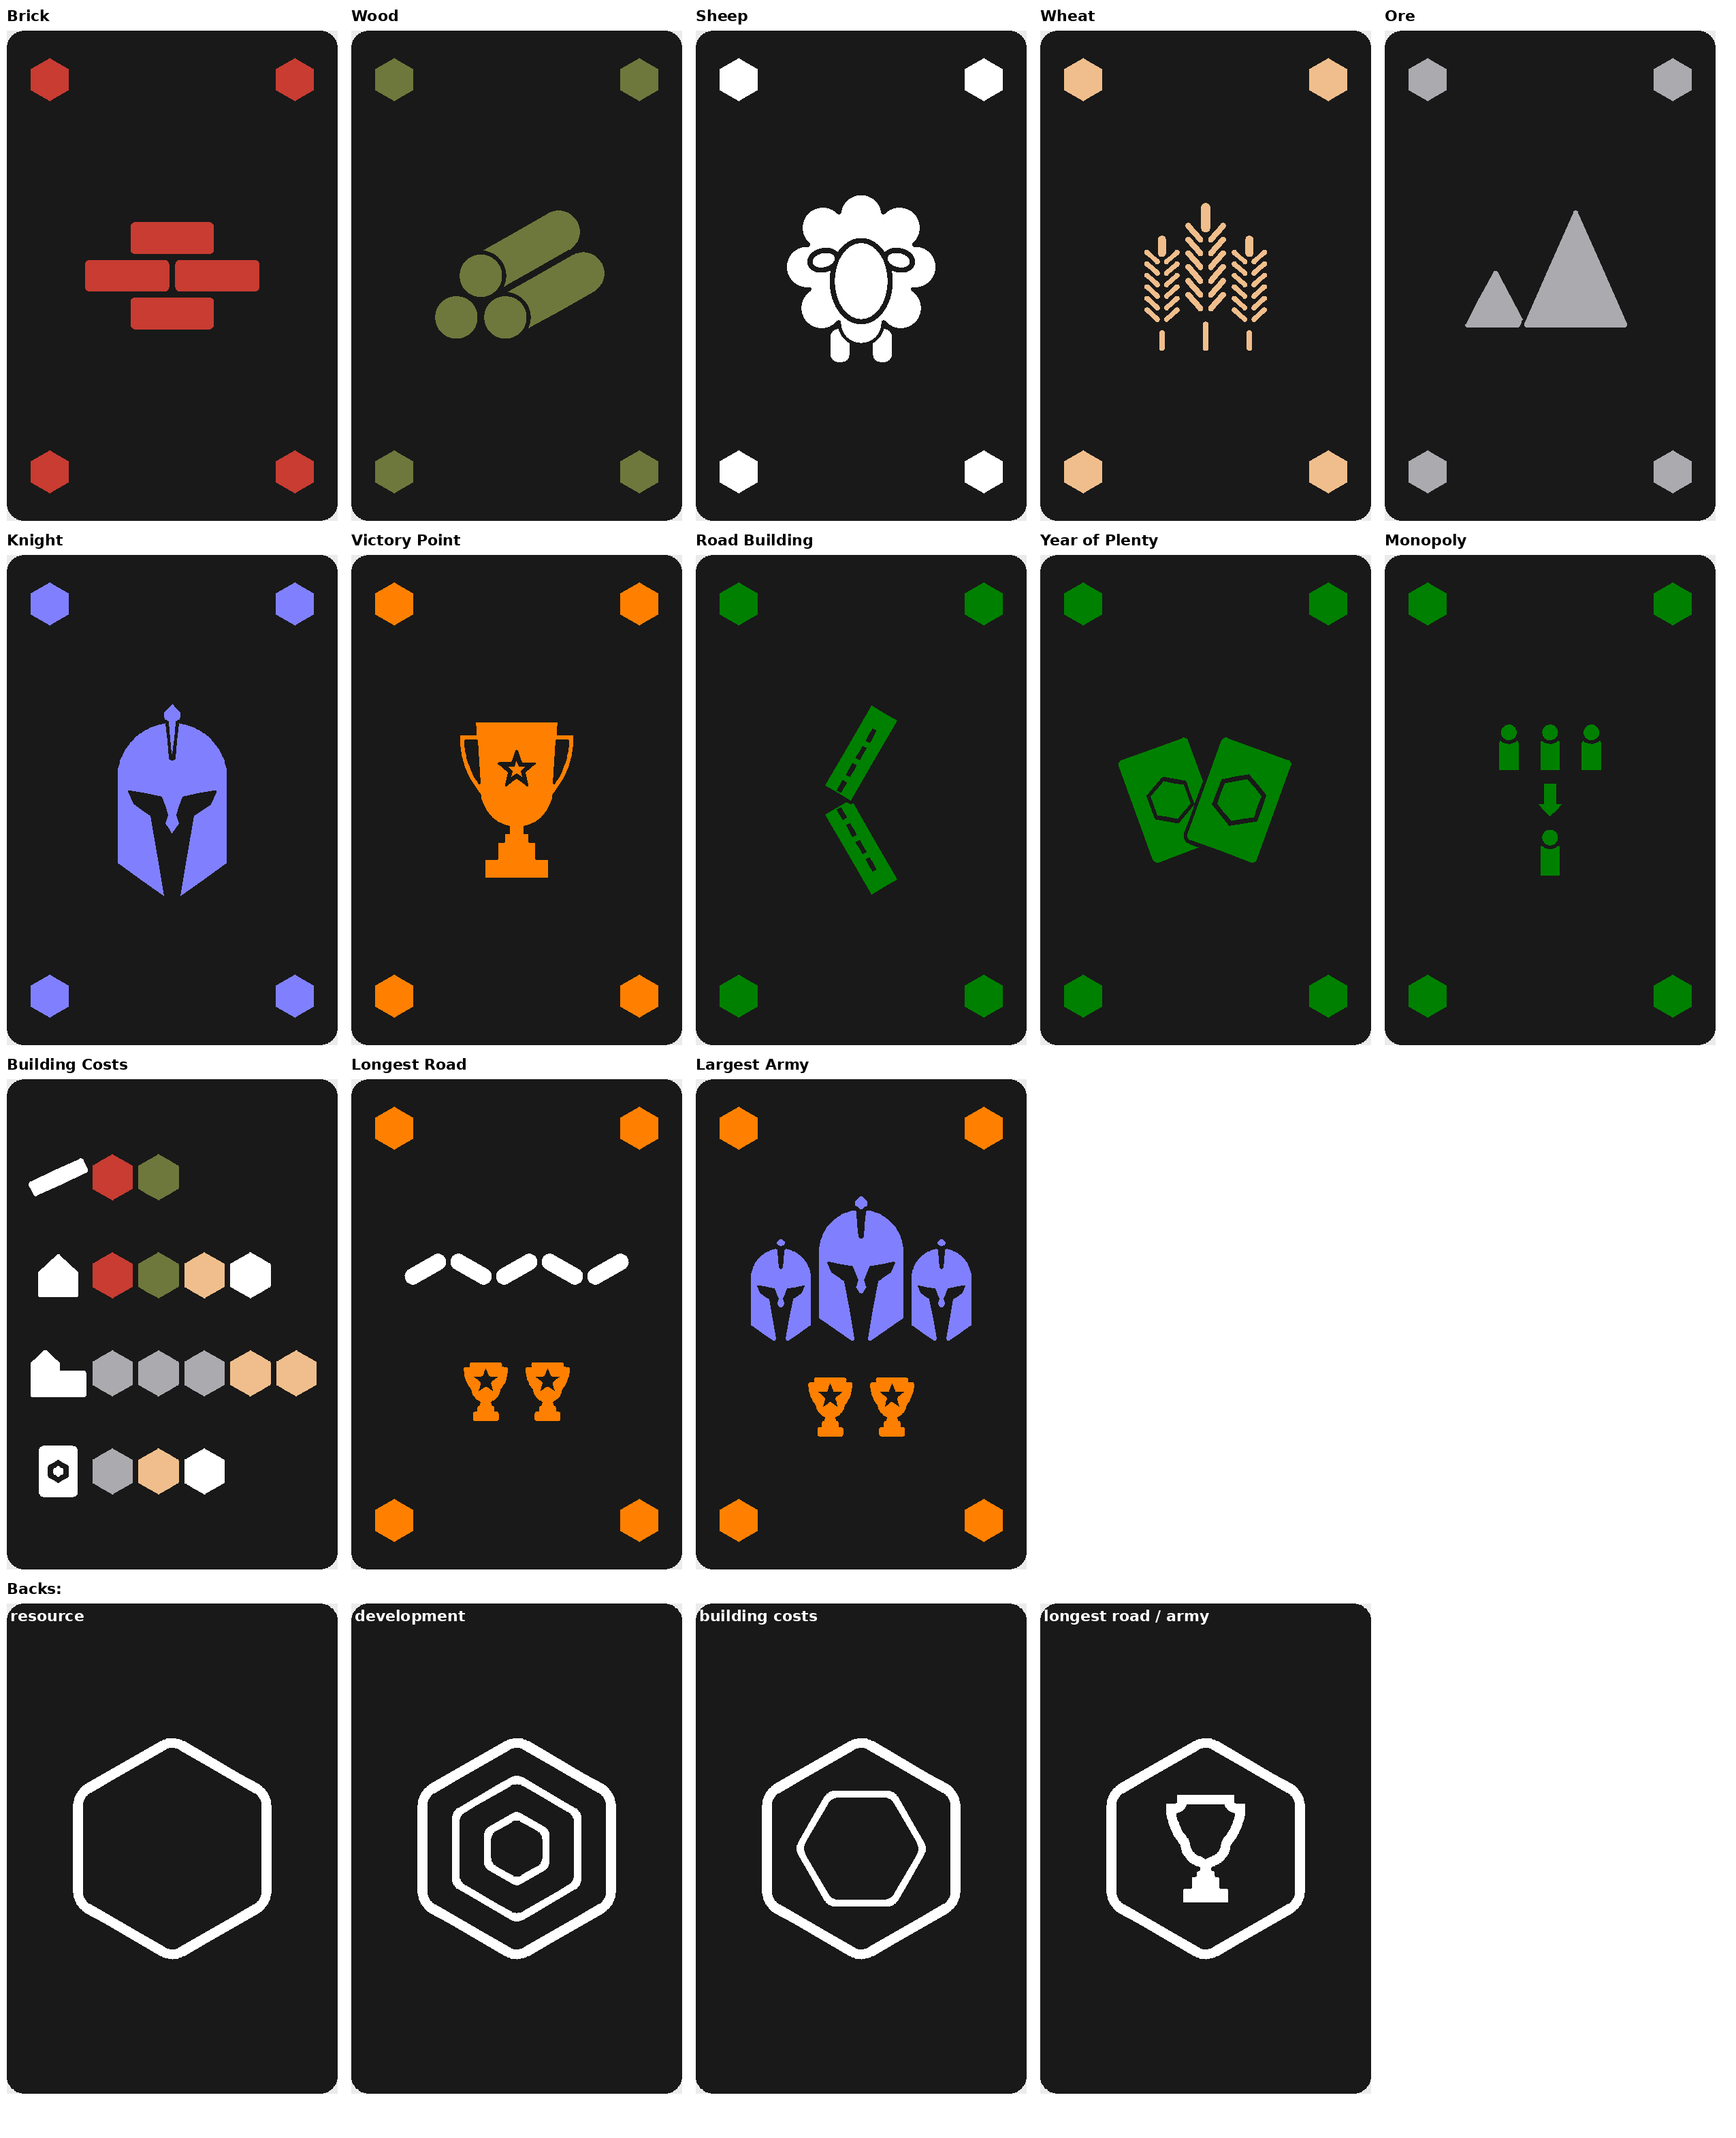 Brick
Wood
Sheep
Wheat
Ore
Knight
Victory Point
Road Building
Year of Plenty
Monopoly
Building Costs
Longest Road
Largest Army
Backs:
resource
development
building costs
longest road / army